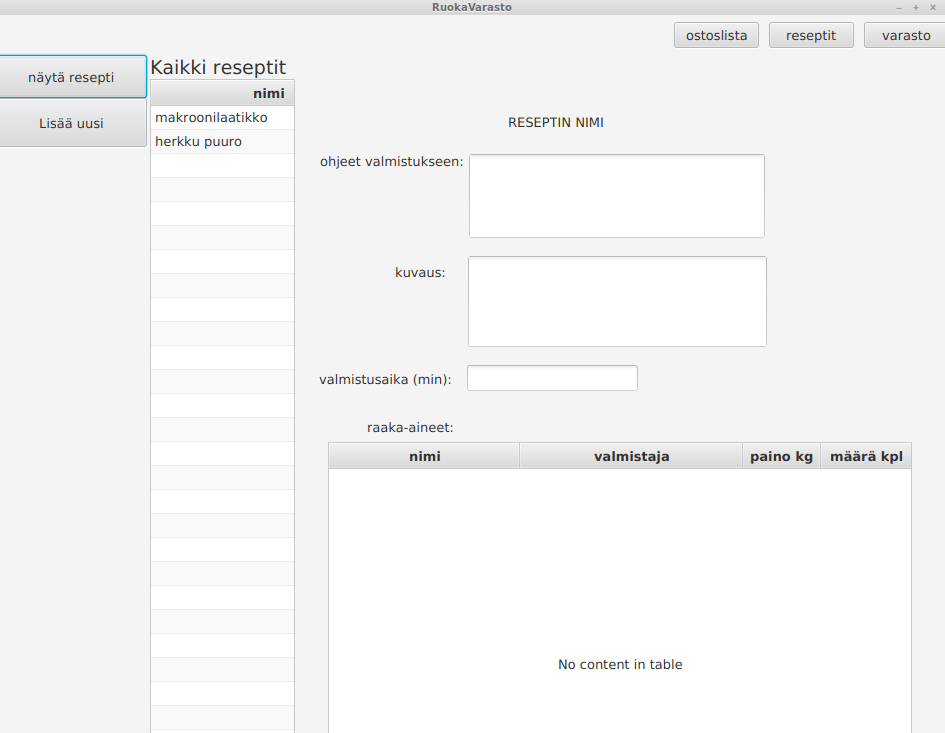 RuokaVarasto
ostoslista reseptit varasto
näytä resepti
Lisää uusi
Kaikki reseptit
nimi
makroonilaatikko
herkku puuro
RESEPTIN NIMI
ohjeet valmistukseen:
kuvaus:
valmistusaika (min):
raaka-aineet:
nimi valmistaja paino kg määrä kpl
No content in table